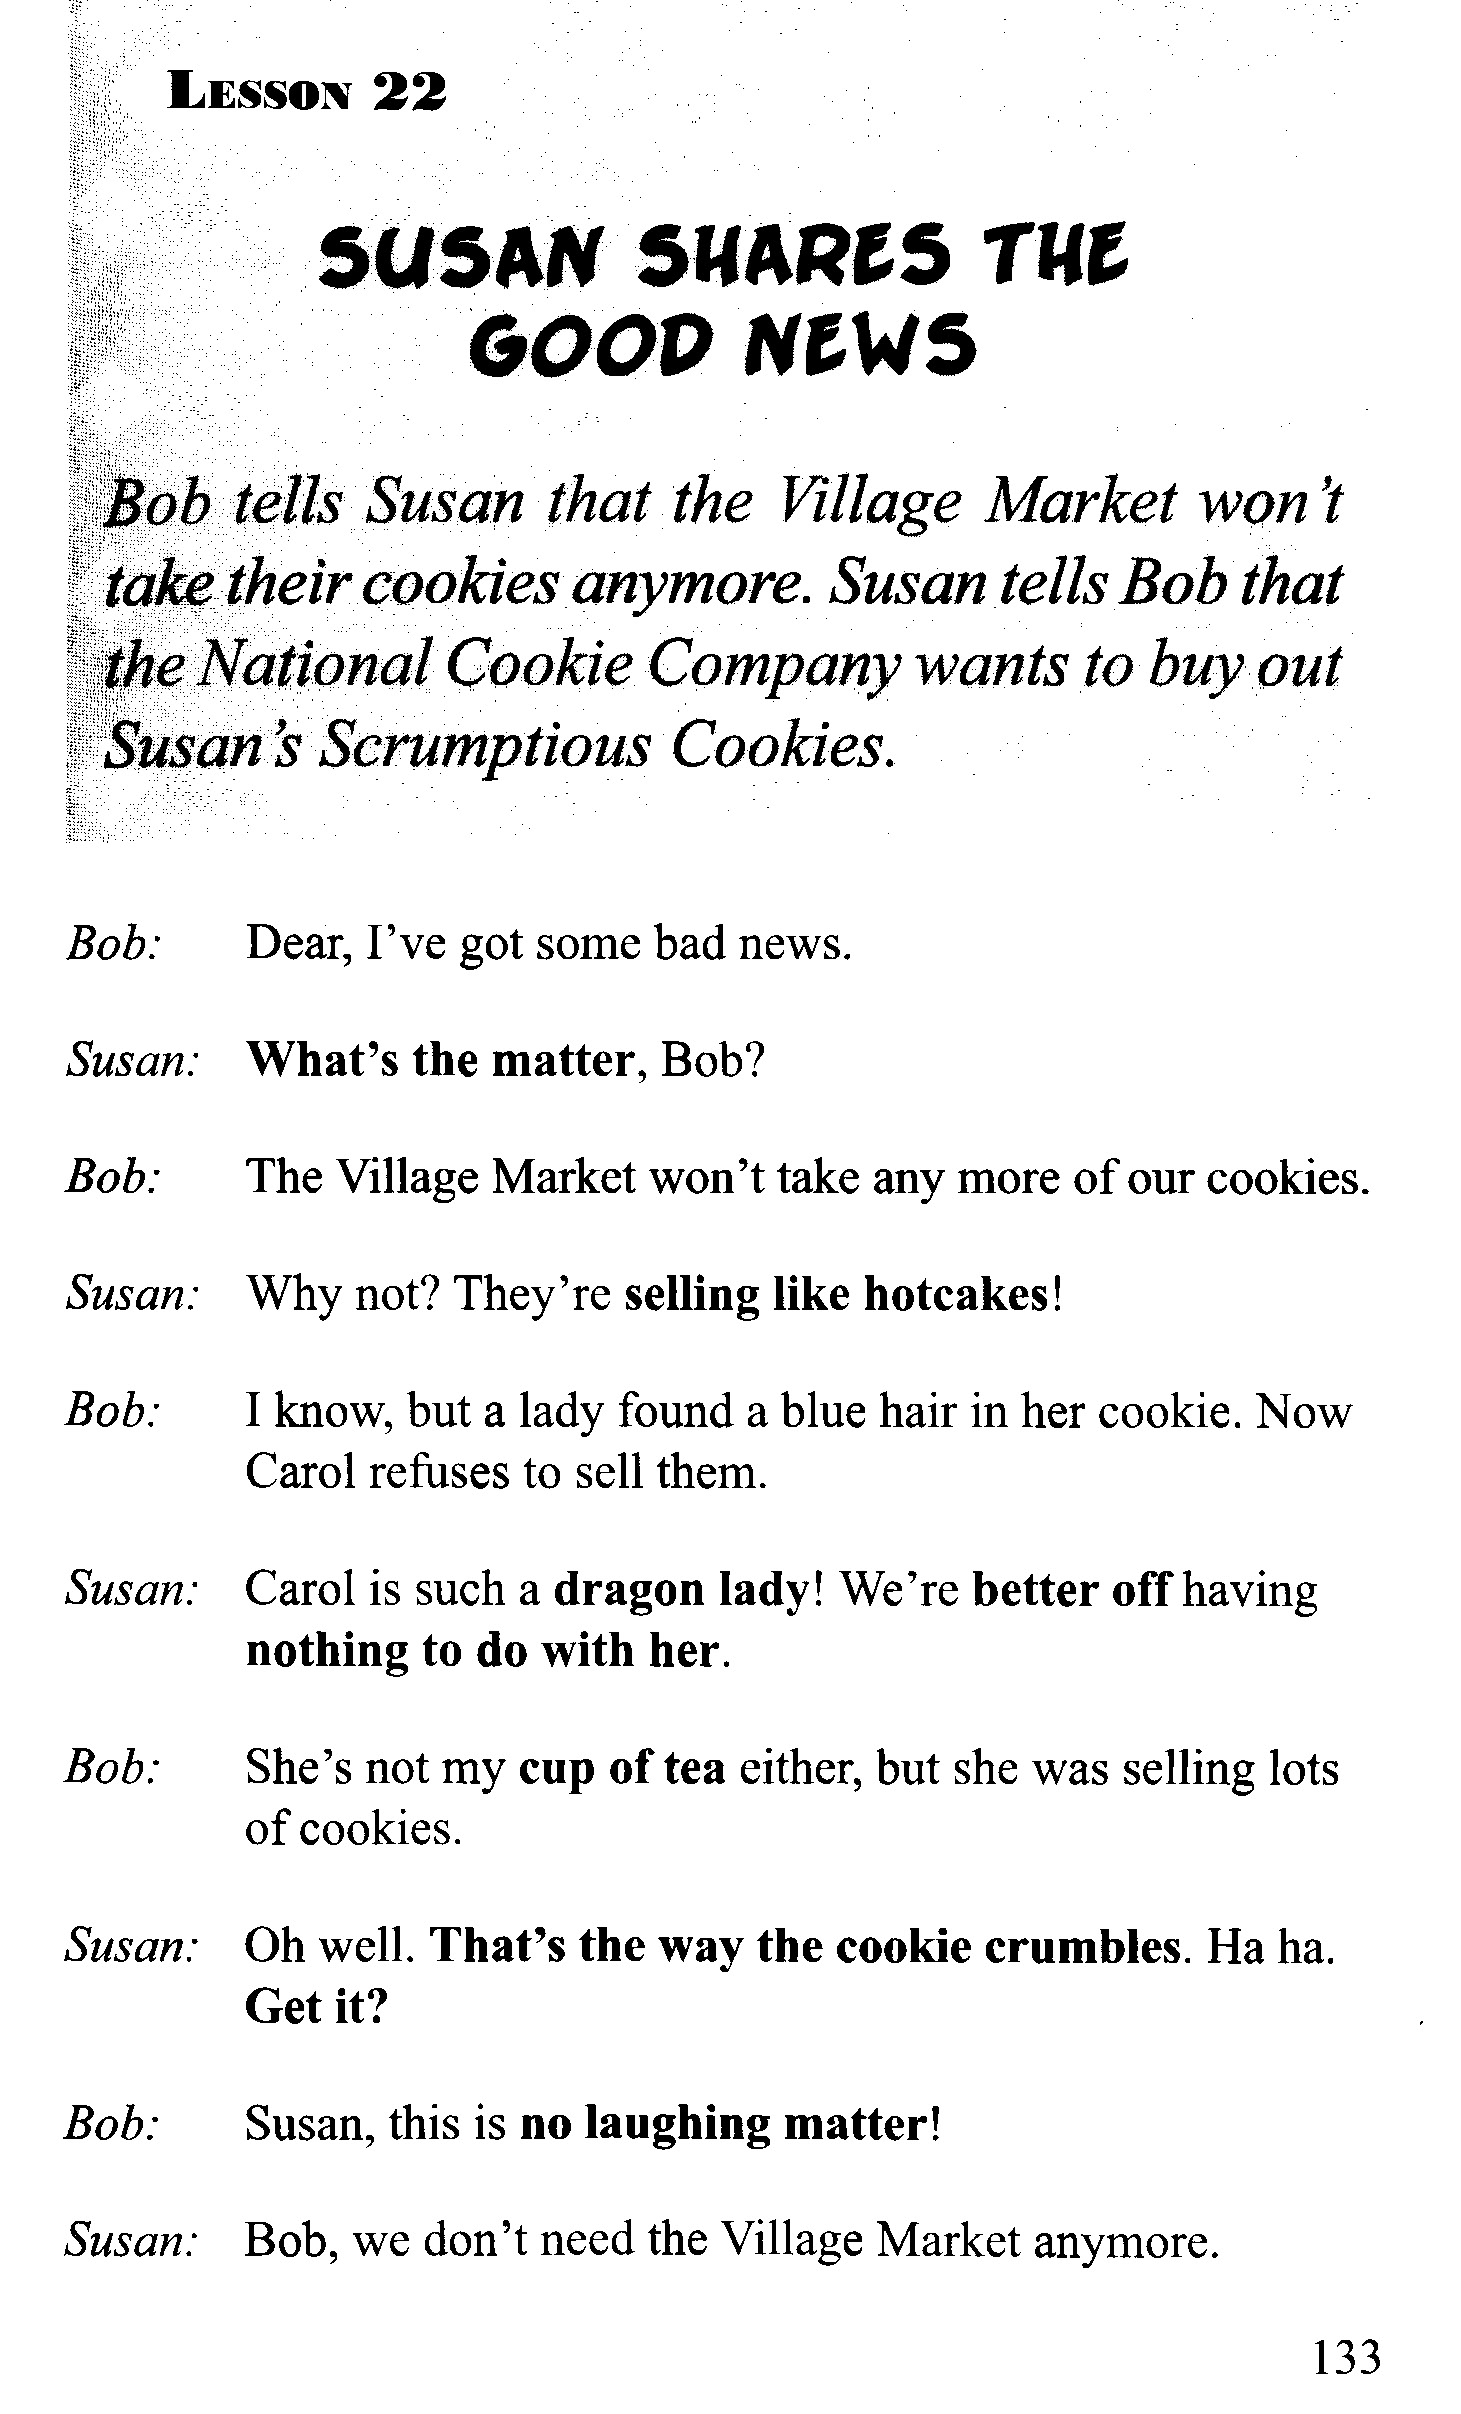 LESSON 22
SUSAN SHARES THE
GOOD NEWS
Bob tells Susan that the Village Market won't
take their cookies anymore. Susan tells Bob that
the National Cookie Company wants to buy out
Susan's Scrumptious Cookies.
Bob: Dear, I've got some bad news.
Susan: What's the matter, Bob?
Bob: The Village Market won't take any more of our cookies.
Susan: Why not? They're selling like hotcakes!
Bob: I know, but a lady found a blue hair in her cookie. Now
Carol refuses to sell them.
Susan: Carol is such a dragon lady! We're better off having
nothing to do with her.
Bob: She's not my cup of tea either, but she was selling lots
of cookies.
Susan: Oh well. That's the way the cookie crumbles. Ha ha.
Get it?
Bob: Susan, this is no laughing matter!
Susan: Bob, we don't need the Village Market anymore.
133